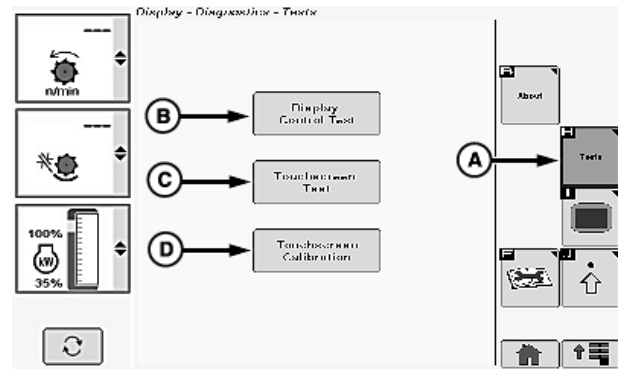 Display - Diagnostics - Tests
---
n/min
---
100%
kW
35%
B
Display
Control Test
C
Touchscreen
Test
D
Touchscreen
Calibration
A
B
About
H
Tests
I
F
J